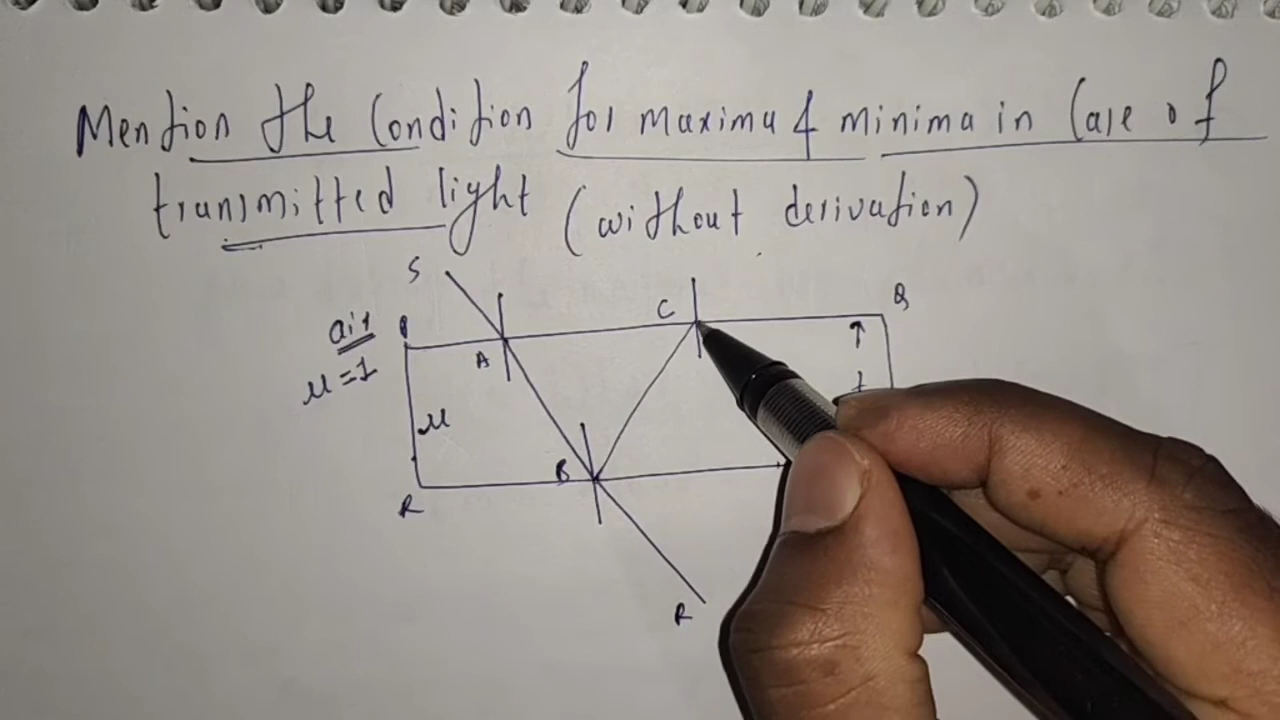 Mention the Condition for maxima & minima in Case of
transmitted light (without derivation)
S
C
Q
air
A
t
μ=1
μ
B
R
R